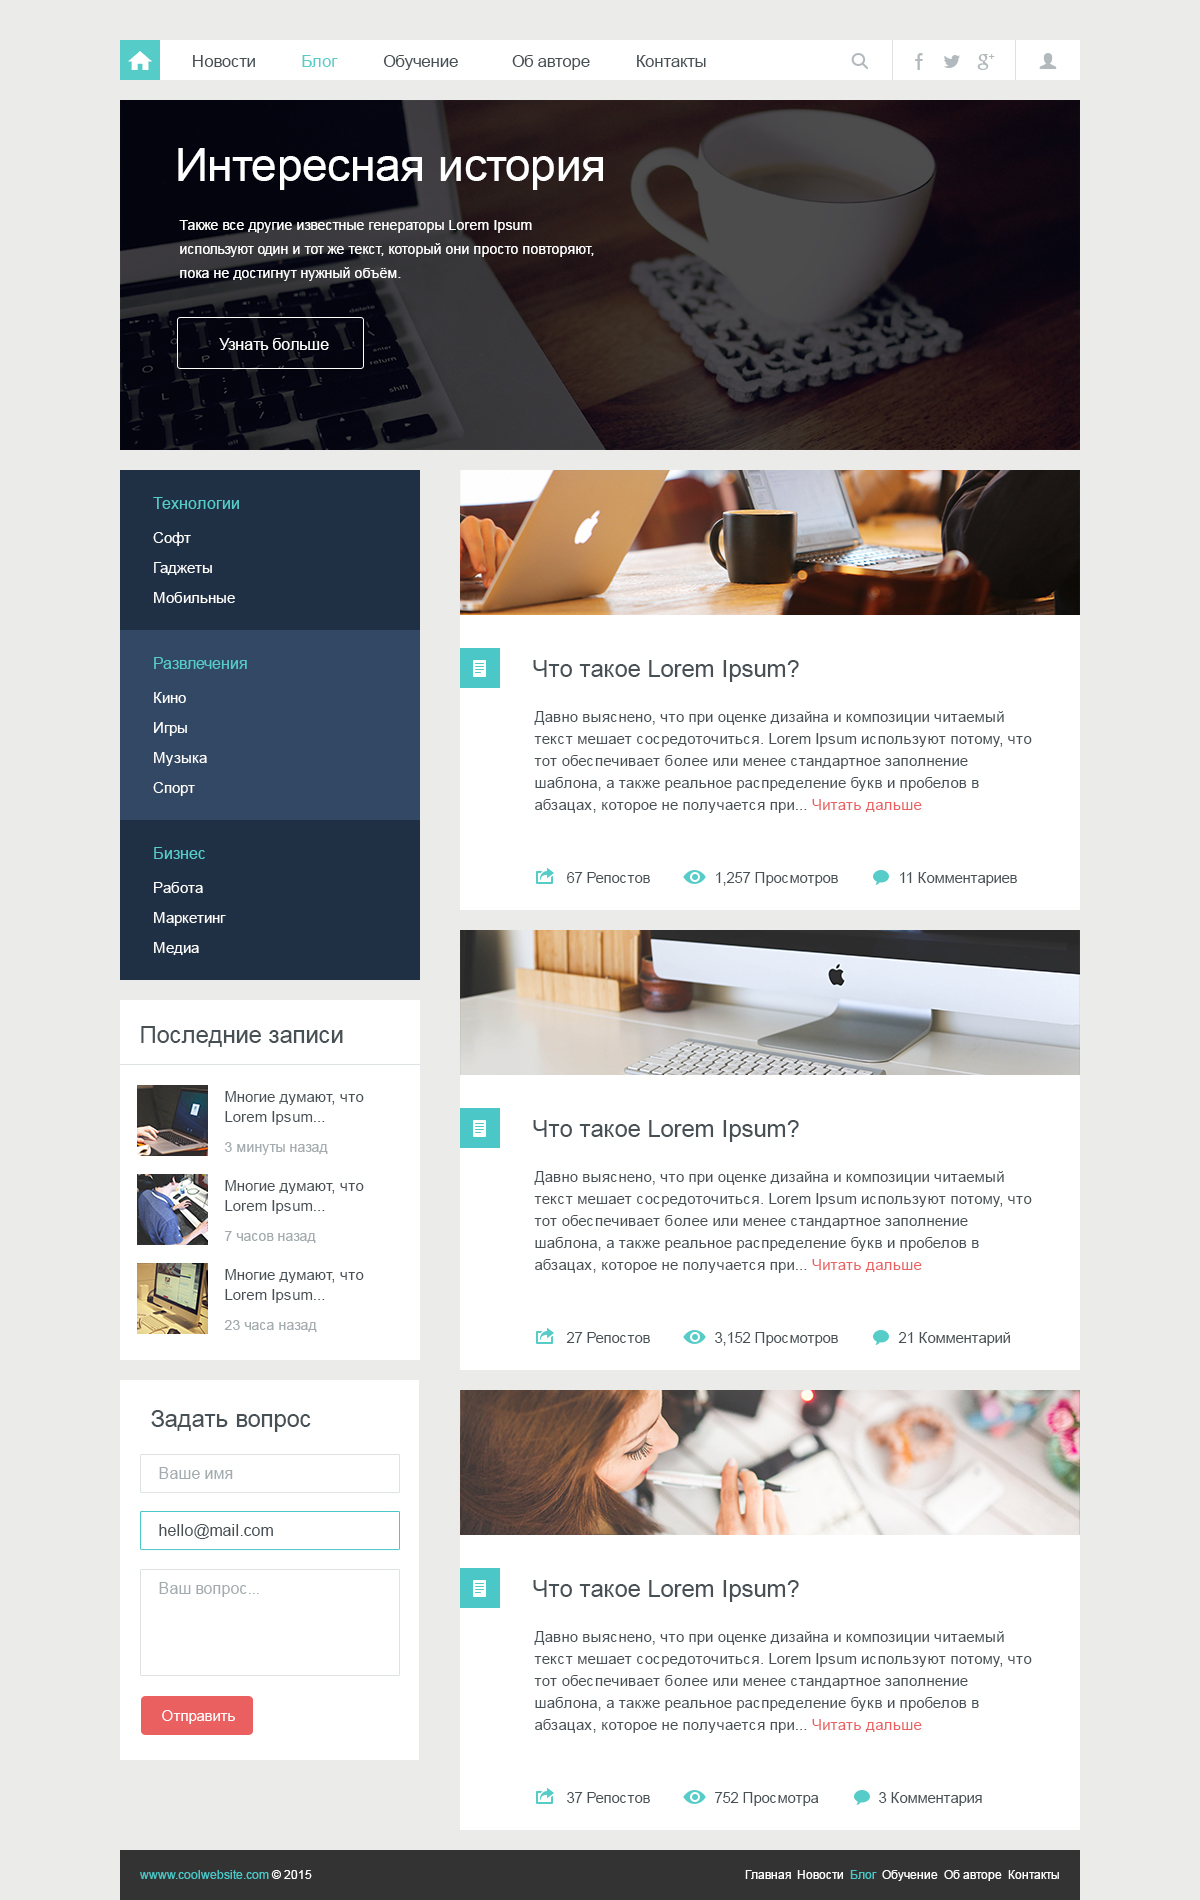 Новости Блог Обучение Об авторе Контакты
Интересная история
Также все другие известные генераторы Lorem Ipsum
используют один и тот же текст, который они просто повторяют,
пока не достигнут нужный объём.
Узнать больше
Технологии
Софт
Гаджеты
Мобильные
Развлечения
Кино
Игры
Музыка
Спорт
Бизнес
Работа
Маркетинг
Медиа
Последние записи
Многие думают, что
Lorem Ipsum...
3 минуты назад
Многие думают, что
Lorem Ipsum...
7 часов назад
Многие думают, что
Lorem Ipsum...
23 часа назад
Задать вопрос
Ваше имя
hello@mail.com
Ваш вопрос...
Отправить
Что такое Lorem Ipsum?
Давно выяснено, что при оценке дизайна и композиции читаемый
текст мешает сосредоточиться. Lorem Ipsum используют потому, что
тот обеспечивает более или менее стандартное заполнение
шаблона, а также реальное распределение букв и пробелов в
абзацах, которое не получается при... Читать дальше
67 Репостов 1,257 Просмотров 11 Комментариев
Что такое Lorem Ipsum?
Давно выяснено, что при оценке дизайна и композиции читаемый
текст мешает сосредоточиться. Lorem Ipsum используют потому, что
тот обеспечивает более или менее стандартное заполнение
шаблона, а также реальное распределение букв и пробелов в
абзацах, которое не получается при... Читать дальше
27 Репостов 3,152 Просмотров 21 Комментарий
Что такое Lorem Ipsum?
Давно выяснено, что при оценке дизайна и композиции читаемый
текст мешает сосредоточиться. Lorem Ipsum используют потому, что
тот обеспечивает более или менее стандартное заполнение
шаблона, а также реальное распределение букв и пробелов в
абзацах, которое не получается при... Читать дальше
37 Репостов 752 Просмотра 3 Комментария
wwww.coolwebsite.com © 2015
Главная Новости Блог Обучение Об авторе Контакты